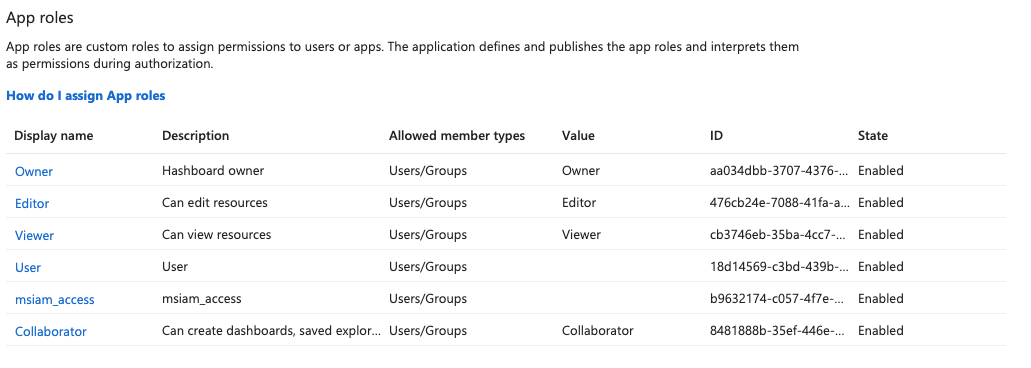 App roles
App roles are custom roles to assign permissions to users or apps. The application defines and publishes the app roles and interprets them
as permissions during authorization.
How do I assign App roles
Display name Description Allowed member types Value ID State
Owner Hashboard owner Users/Groups Owner aa034dbb-3707-4376-... Enabled
Editor Can edit resources Users/Groups Editor 476cb24e-7088-41fa-a... Enabled
Viewer Can view resources Users/Groups Viewer cb3746eb-35ba-4cc7-... Enabled
User User Users/Groups 18d14569-c3bd-439b-... Enabled
msiam_access msiam_access Users/Groups b9632174-c057-4f7e-... Enabled
Collaborator Can create dashboards, saved explor... Users/Groups Collaborator 8481888b-35ef-446e-... Enabled